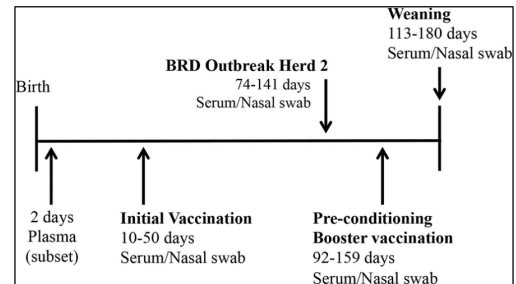 Weaning
113-180 days
Serum/Nasal swab
BRD Outbreak Herd 2
74-141 days
Serum/Nasal swab
Birth
2 days
Plasma
(subset)
Initial Vaccination
10-50 days
Serum/Nasal swab
Pre-conditioning
Booster vaccination
92-159 days
Serum/Nasal swab